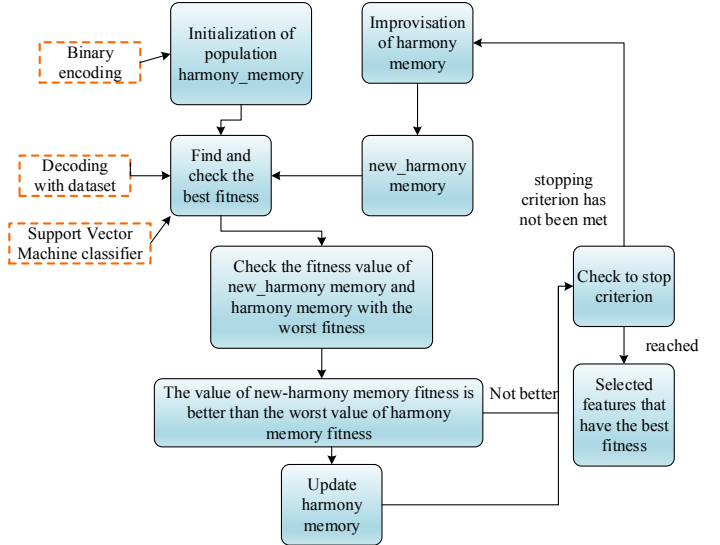 Binary
encoding
Initialization of
population
harmony_memory
Improvisation
of harmony
memory
Decoding
with dataset
Find and
check the
best fitness
new_harmony
memory
stopping
criterion has
not been met
Support Vector
Machine classifier
Check the fitness value of
new_harmony memory and
harmony memory with the
worst fitness
Check to stop
criterion
reached
The value of new-harmony memory fitness is
better than the worst value of harmony
memory fitness
Not better
Selected
features that
have the best
fitness
Update
harmony
memory